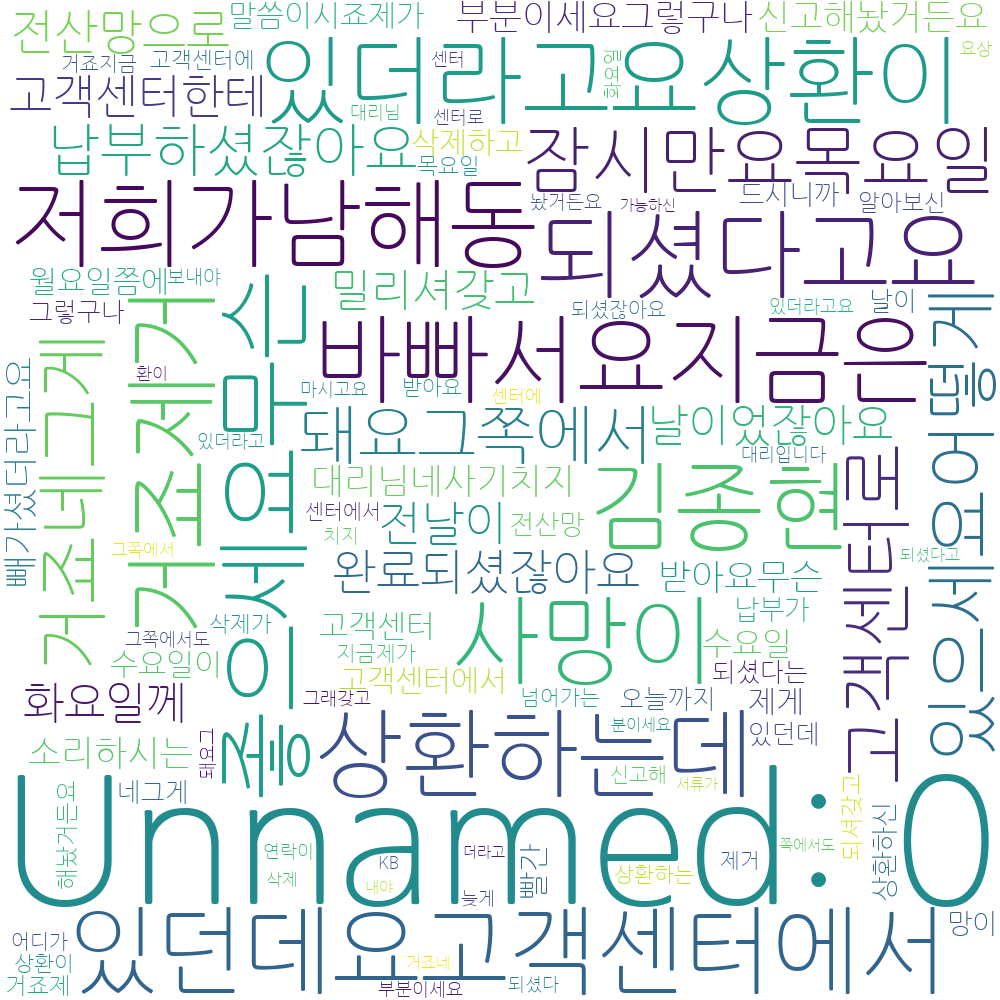 전산망으로
말씀이시죠제가
부분이세요그렇구나
신고해놨거든요
거죠지금
고객센터에
있더라고요상환이
센터
화요일
요상
고객센터한테
대리님
센터로
납부하셨잖아요
삭제하고
목요일
잠시만요목요일
저희가남해동
놨거든요
가능하신
드시니까
알아보신
되셨다고요
월요일쯤에
보내야
밀리셔갖고
그렇구나
되셨잖아요
있더라고요
날이
바빠서요지금은
환이
마시고요
받아요
센터에
빼가셨더라고요
거죠네그게
거죠제가
좋으세요모든
있더라고
돼요그쪽에서
날이었잖아요
대리입니다
대리님네사기치지
김종현
센터에서
전날이
전산망
치지
그쪽에서
완료되셨잖아요
받아요무슨
되셨다고
고객센터로
있으세요어떻게
사망이
납부가
삭제가
고객센터
그쪽에서도
수요일이
지금제가
수요일
고객센터에서
되셨다는
화요일께
그래갖고
넘어가는
오늘까지
제게
분이세요
있던데
소리하시는
돼요그
상환하는데
신고해
서류가
네그게
해놨거든요
Unnamed: 0
연락이
KB
더라고
빨간
제거
쪽에서도
되셔갖고
상환하신
삭제
내야
상환하는
늦게
있던데요고객센터에서
망이
어디가
상환이
거죠네
거죠제
부분이세요
되셨다